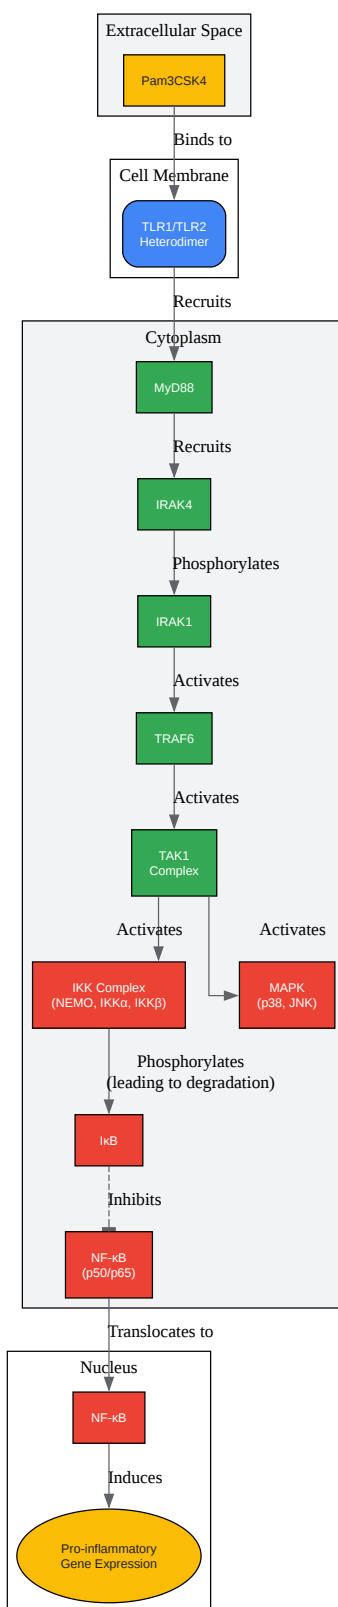 Extracellular Space
Pam3CSK4
Binds to
Cell Membrane
TLR1/TLR2
Heterodimer
Recruits
Cytoplasm
MyD88
Recruits
IRAK4
Phosphorylates
IRAK1
Activates
TRAF6
Activates
TAK1
Complex
Activates
Activates
IKK Complex
(NEMO, IKKα, IKKβ)
MAPK
(p38, JNK)
Phosphorylates
(leading to degradation)
IκB
Inhibits
NF-κB
(p50/p65)
Translocates to
Nucleus
NF-κB
Induces
Pro-inflammatory
Gene Expression